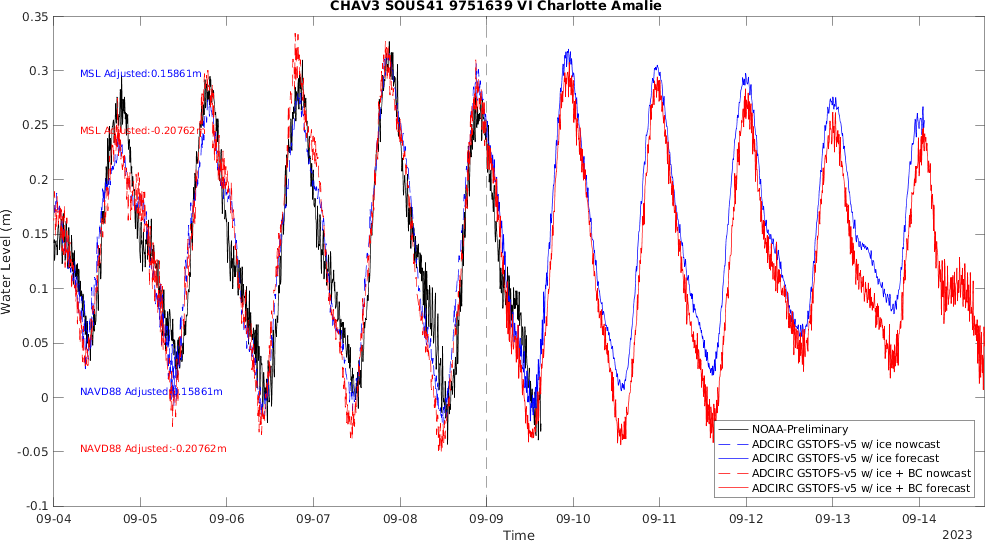 CHAV3 SOUS41 9751639 VI Charlotte Amalie
0.35
0.3
0.25
0.2
0.15
0.1
0.05
0
-0.05
-0.1
Water Level (m)
MSL Adjusted:0.15861m
MSL Adjusted:-0.20762m
NAVD88 Adjusted:0.15861m
NAVD88 Adjusted:-0.20762m
NOAA-Preliminary
ADCIRC GSTOFS-v5 w/ ice nowcast
ADCIRC GSTOFS-v5 w/ ice forecast
ADCIRC GSTOFS-v5 w/ ice + BC nowcast
ADCIRC GSTOFS-v5 w/ ice + BC forecast
09-04 09-05 09-06 09-07 09-08 09-09 09-10 09-11 09-12 09-13 09-14
Time
2023